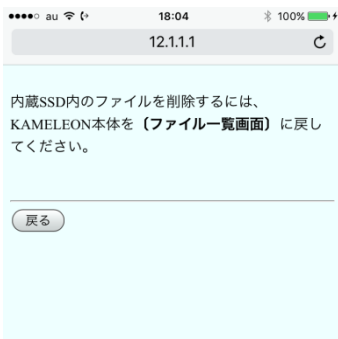 au 18:04 100%
12.1.1.1
内蔵SSD内のファイルを削除するには、
KAMELEON本体を〔ファイル一覧画面〕に戻し
てください。
戻る